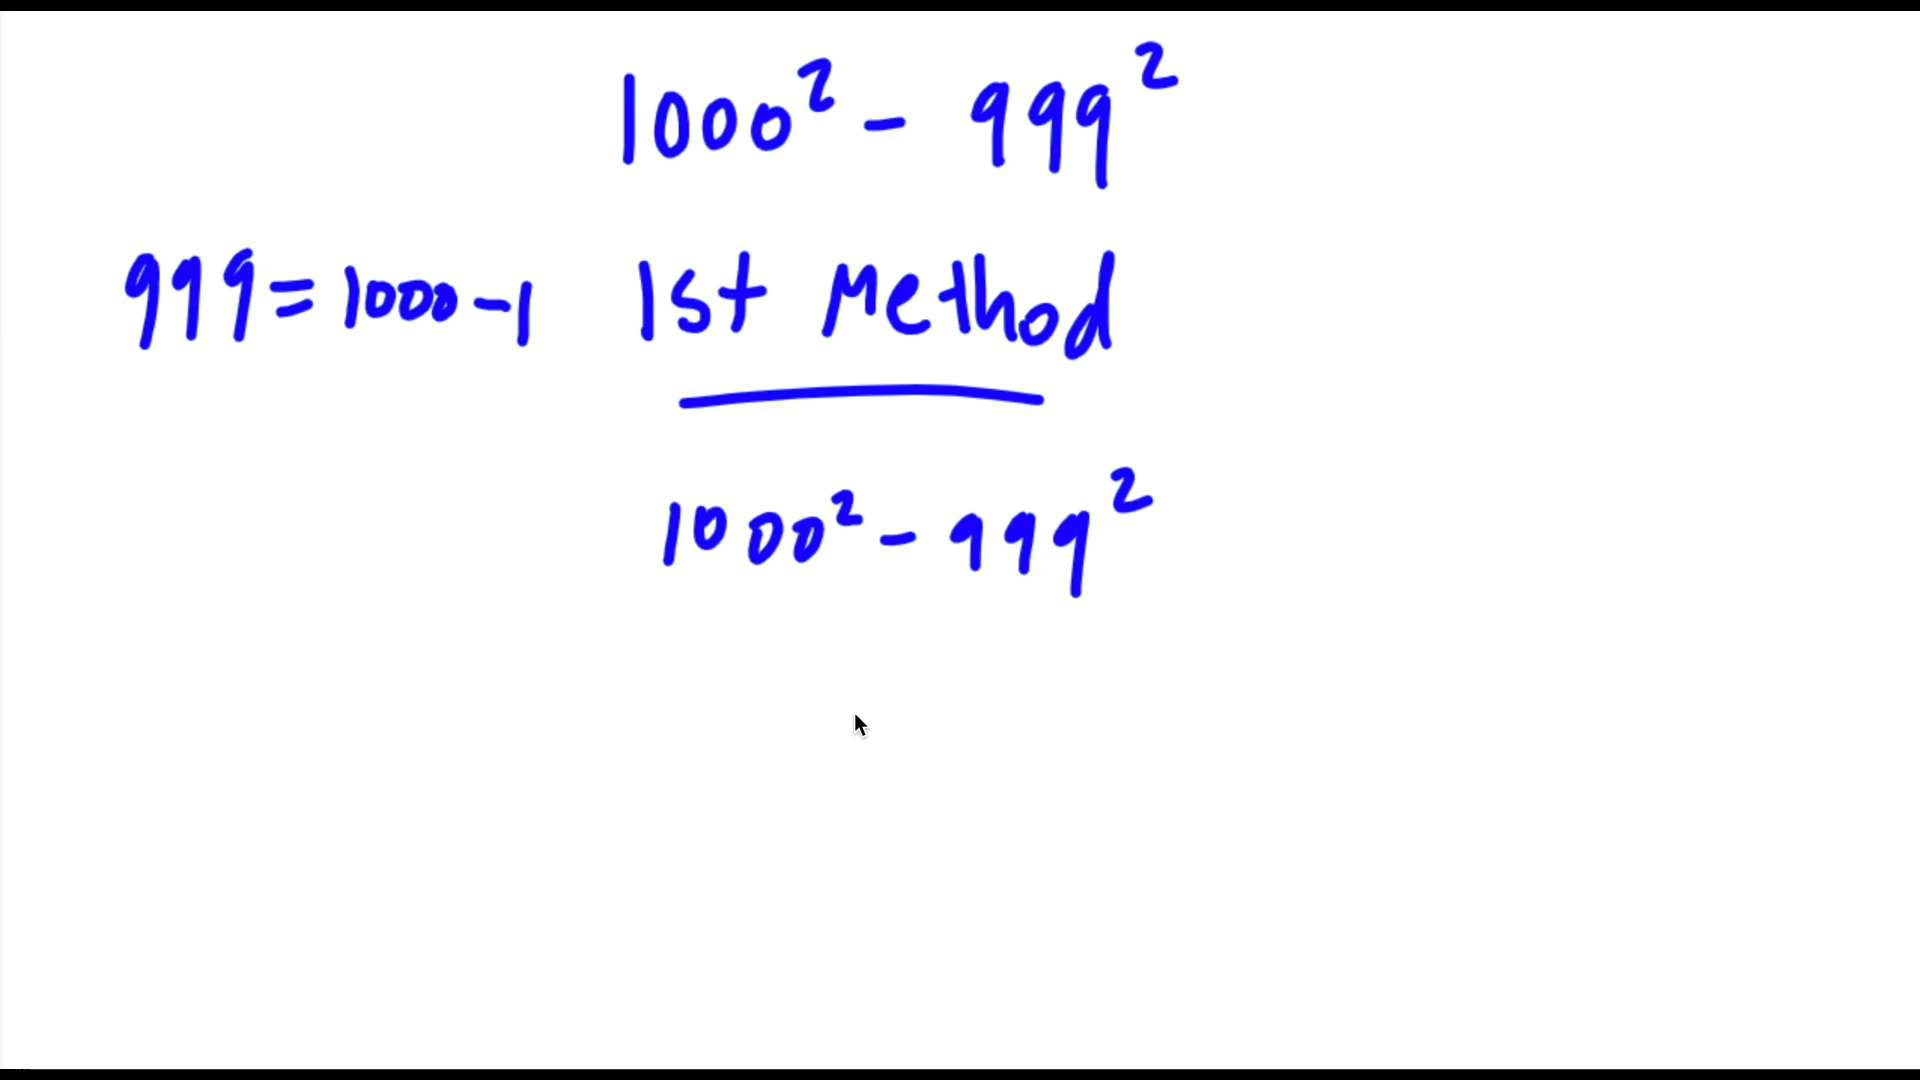 1000² - 999²
999 = 1000 - 1 1st Method
1000² - 999²